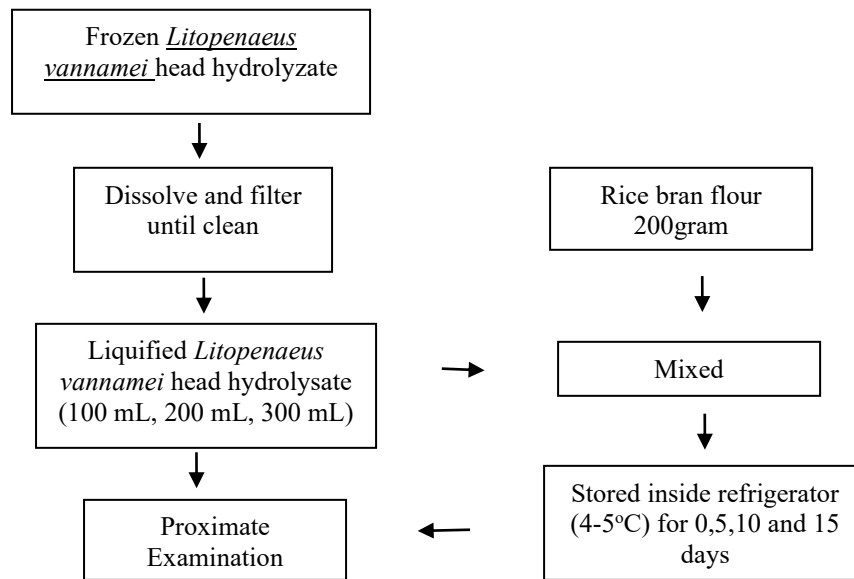 Frozen Litopenaeus
vannamei head hydrolyzate
Dissolve and filter
until clean
Rice bran flour
200gram
Liquified Litopenaeus
vannamei head hydrolysate
(100 mL, 200 mL, 300 mL)
Mixed
Stored inside refrigerator
(4-5°C) for 0,5,10 and 15
days
Proximate
Examination